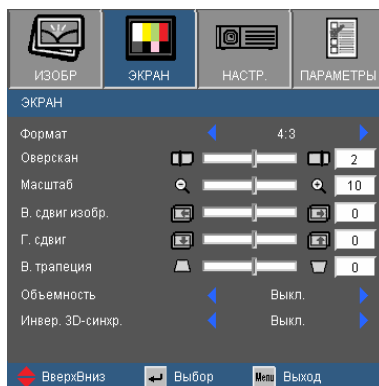 ИЗОБР ЭКРАН НАСТР. ПАРАМЕТРЫ
ЭКРАН
Формат 4:3
Оверскан 2
Масштаб 10
В. сдвиг изобр. 0
Г. сдвиг 0
В. трапеция 0
Объемность Выкл.
Инвер. 3D-синхр. Выкл.
ВверхВниз Выбор Menu Выход